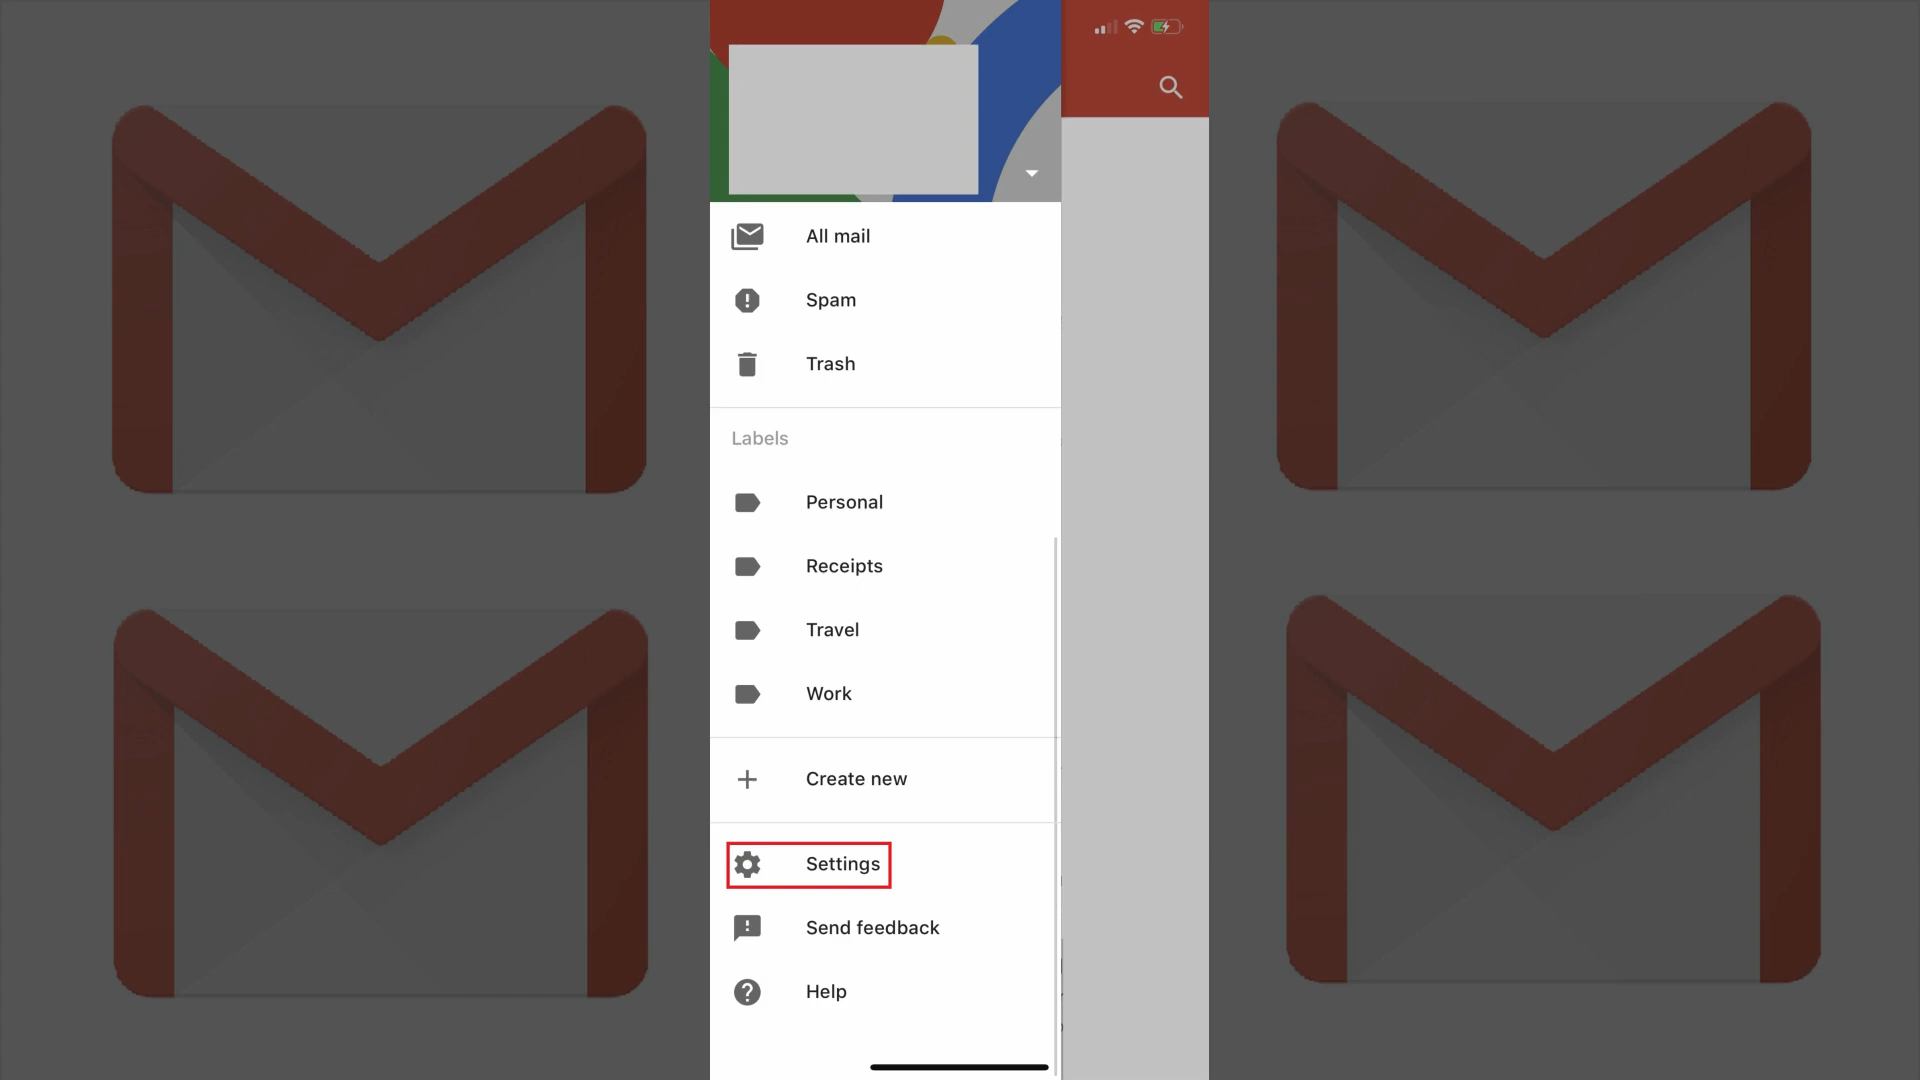 All mail
Spam
Trash
Labels
Personal
Receipts
Travel
Work
Create new
Settings
Send feedback
Help